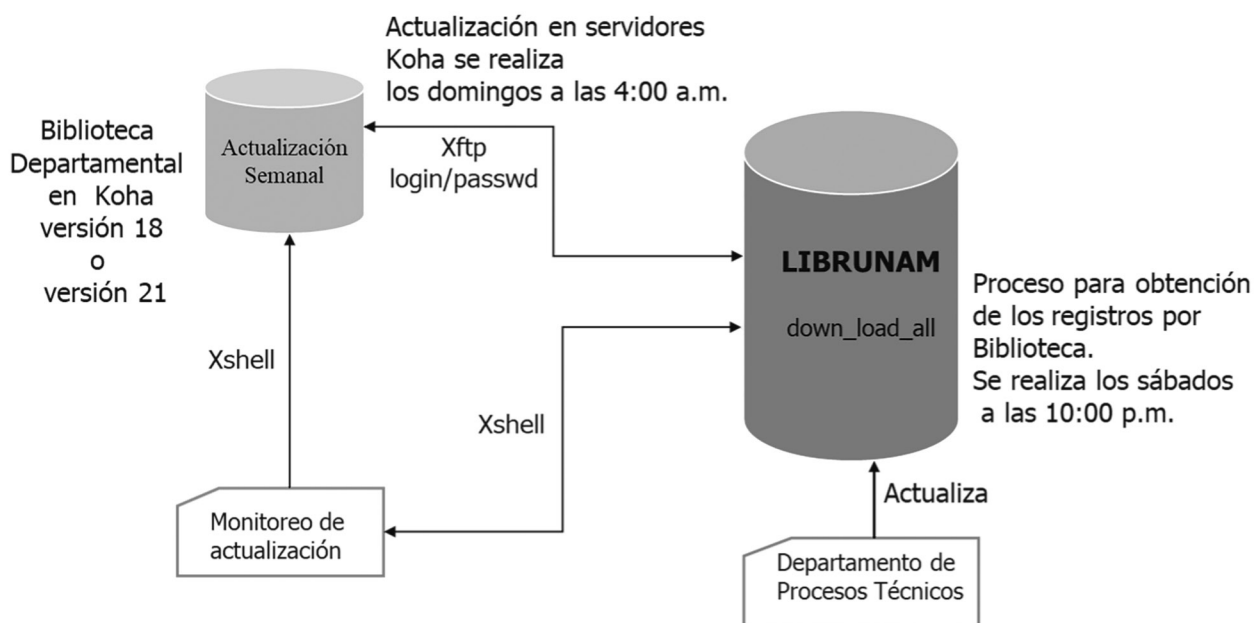 Actualización en servidores
Koha se realiza
los domingos a las 4:00 a.m.
Biblioteca
Departamental
en Koha
versión 18
o
versión 21
Actualización
Semanal
Xftp
login/passwd
LIBRUNAM
down_load_all
Proceso para obtención
de los registros por
Biblioteca.
Se realiza los sábados
a las 10:00 p.m.
Xshell
Xshell
Actualiza
Monitoreo de
actualización
Departamento de
Procesos Técnicos